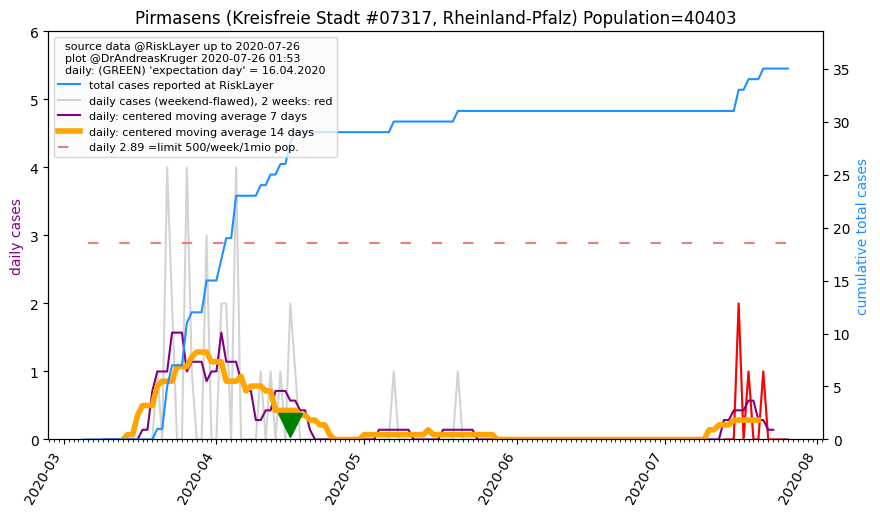 Pirmasens (Kreisfreie Stadt #07317, Rheinland-Pfalz) Population=40403
source data @RiskLayer up to 2020-07-26
plot @DrAndreasKruger 2020-07-26 01:53
daily: (GREEN) 'expectation day' = 16.04.2020
total cases reported at RiskLayer
daily cases (weekend-flawed), 2 weeks: red
daily: centered moving average 7 days
daily: centered moving average 14 days
daily 2.89 =limit 500/week/1mio pop.
daily cases
6
5
4
3
2
1
0
cumulative total cases
35
30
25
20
15
10
5
0
2020-03
2020-04
2020-05
2020-06
2020-07
2020-08